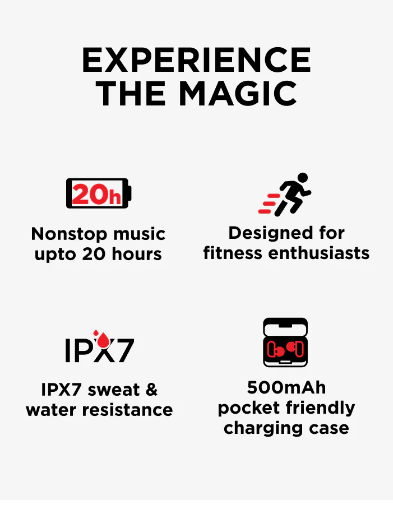 EXPERIENCE
THE MAGIC
20h
Nonstop music
upto 20 hours
Designed for
fitness enthusiasts
IPX7
IPX7 sweat &
water resistance
500mAh
pocket friendly
charging case